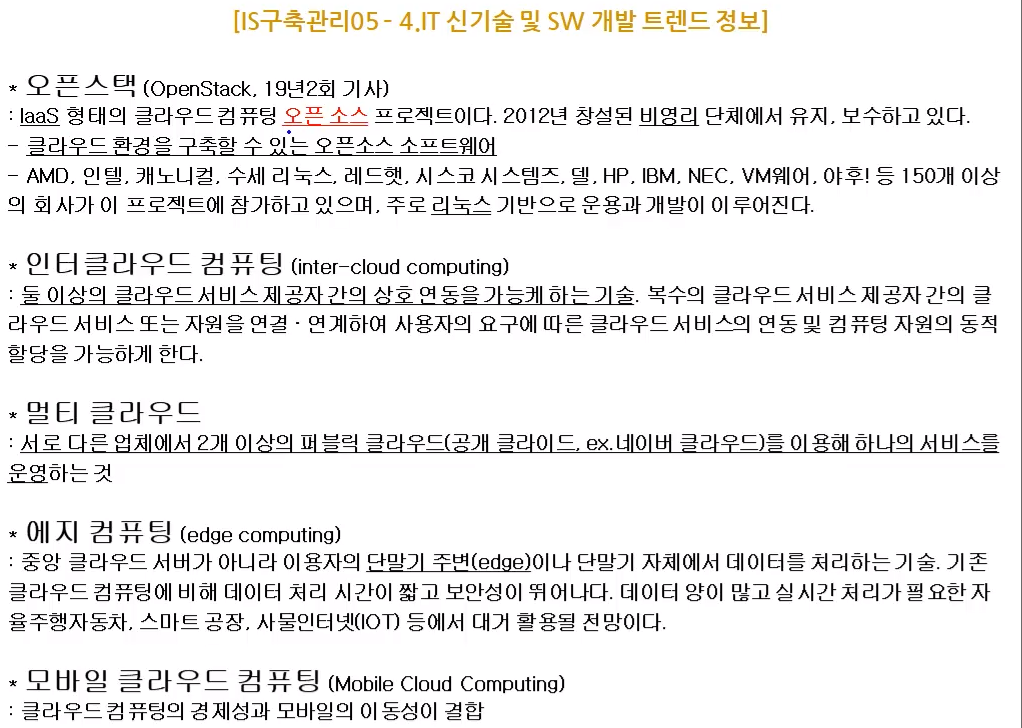 [IS구축관리05 - 4.IT 신기술 및 SW 개발 트렌드 정보]
* 오픈스택 (OpenStack, 19년2회 기사)
: IaaS 형태의 클라우드 컴퓨팅 오픈 소스 프로젝트이다. 2012년 창설된 비영리 단체에서 유지, 보수하고 있다.
- 클라우드 환경을 구축할 수 있는 오픈소스 소프트웨어
- AMD, 인텔, 캐노니컬, 수세 리눅스, 레드햇, 시스코 시스템즈, 델, HP, IBM, NEC, VM웨어, 야후! 등 150개 이상
의 회사가 이 프로젝트에 참가하고 있으며, 주로 리눅스 기반으로 운용과 개발이 이루어진다.
* 인터클라우드 컴퓨팅 (inter-cloud computing)
: 둘 이상의 클라우드 서비스 제공자 간의 상호 연동을 가능케 하는 기술. 복수의 클라우드 서비스 제공자 간의 클
라우드 서비스 또는 자원을 연결 · 연계하여 사용자의 요구에 따른 클라우드 서비스의 연동 및 컴퓨팅 자원의 동적
할당을 가능하게 한다.
* 멀티 클라우드
: 서로 다른 업체에서 2개 이상의 퍼블릭 클라우드(공개 클라이드, ex.네이버 클라우드)를 이용해 하나의 서비스를
운영하는 것
* 에지 컴퓨팅 (edge computing)
: 중앙 클라우드 서버가 아니라 이용자의 단말기 주변(edge)이나 단말기 자체에서 데이터를 처리하는 기술. 기존
클라우드 컴퓨팅에 비해 데이터 처리 시간이 짧고 보안성이 뛰어나다. 데이터 양이 많고 실시간 처리가 필요한 자
율주행자동차, 스마트 공장, 사물인터넷(IOT) 등에서 대거 활용될 전망이다.
* 모바일 클라우드 컴퓨팅 (Mobile Cloud Computing)
: 클라우드 컴퓨팅의 경제성과 모바일의 이동성이 결합